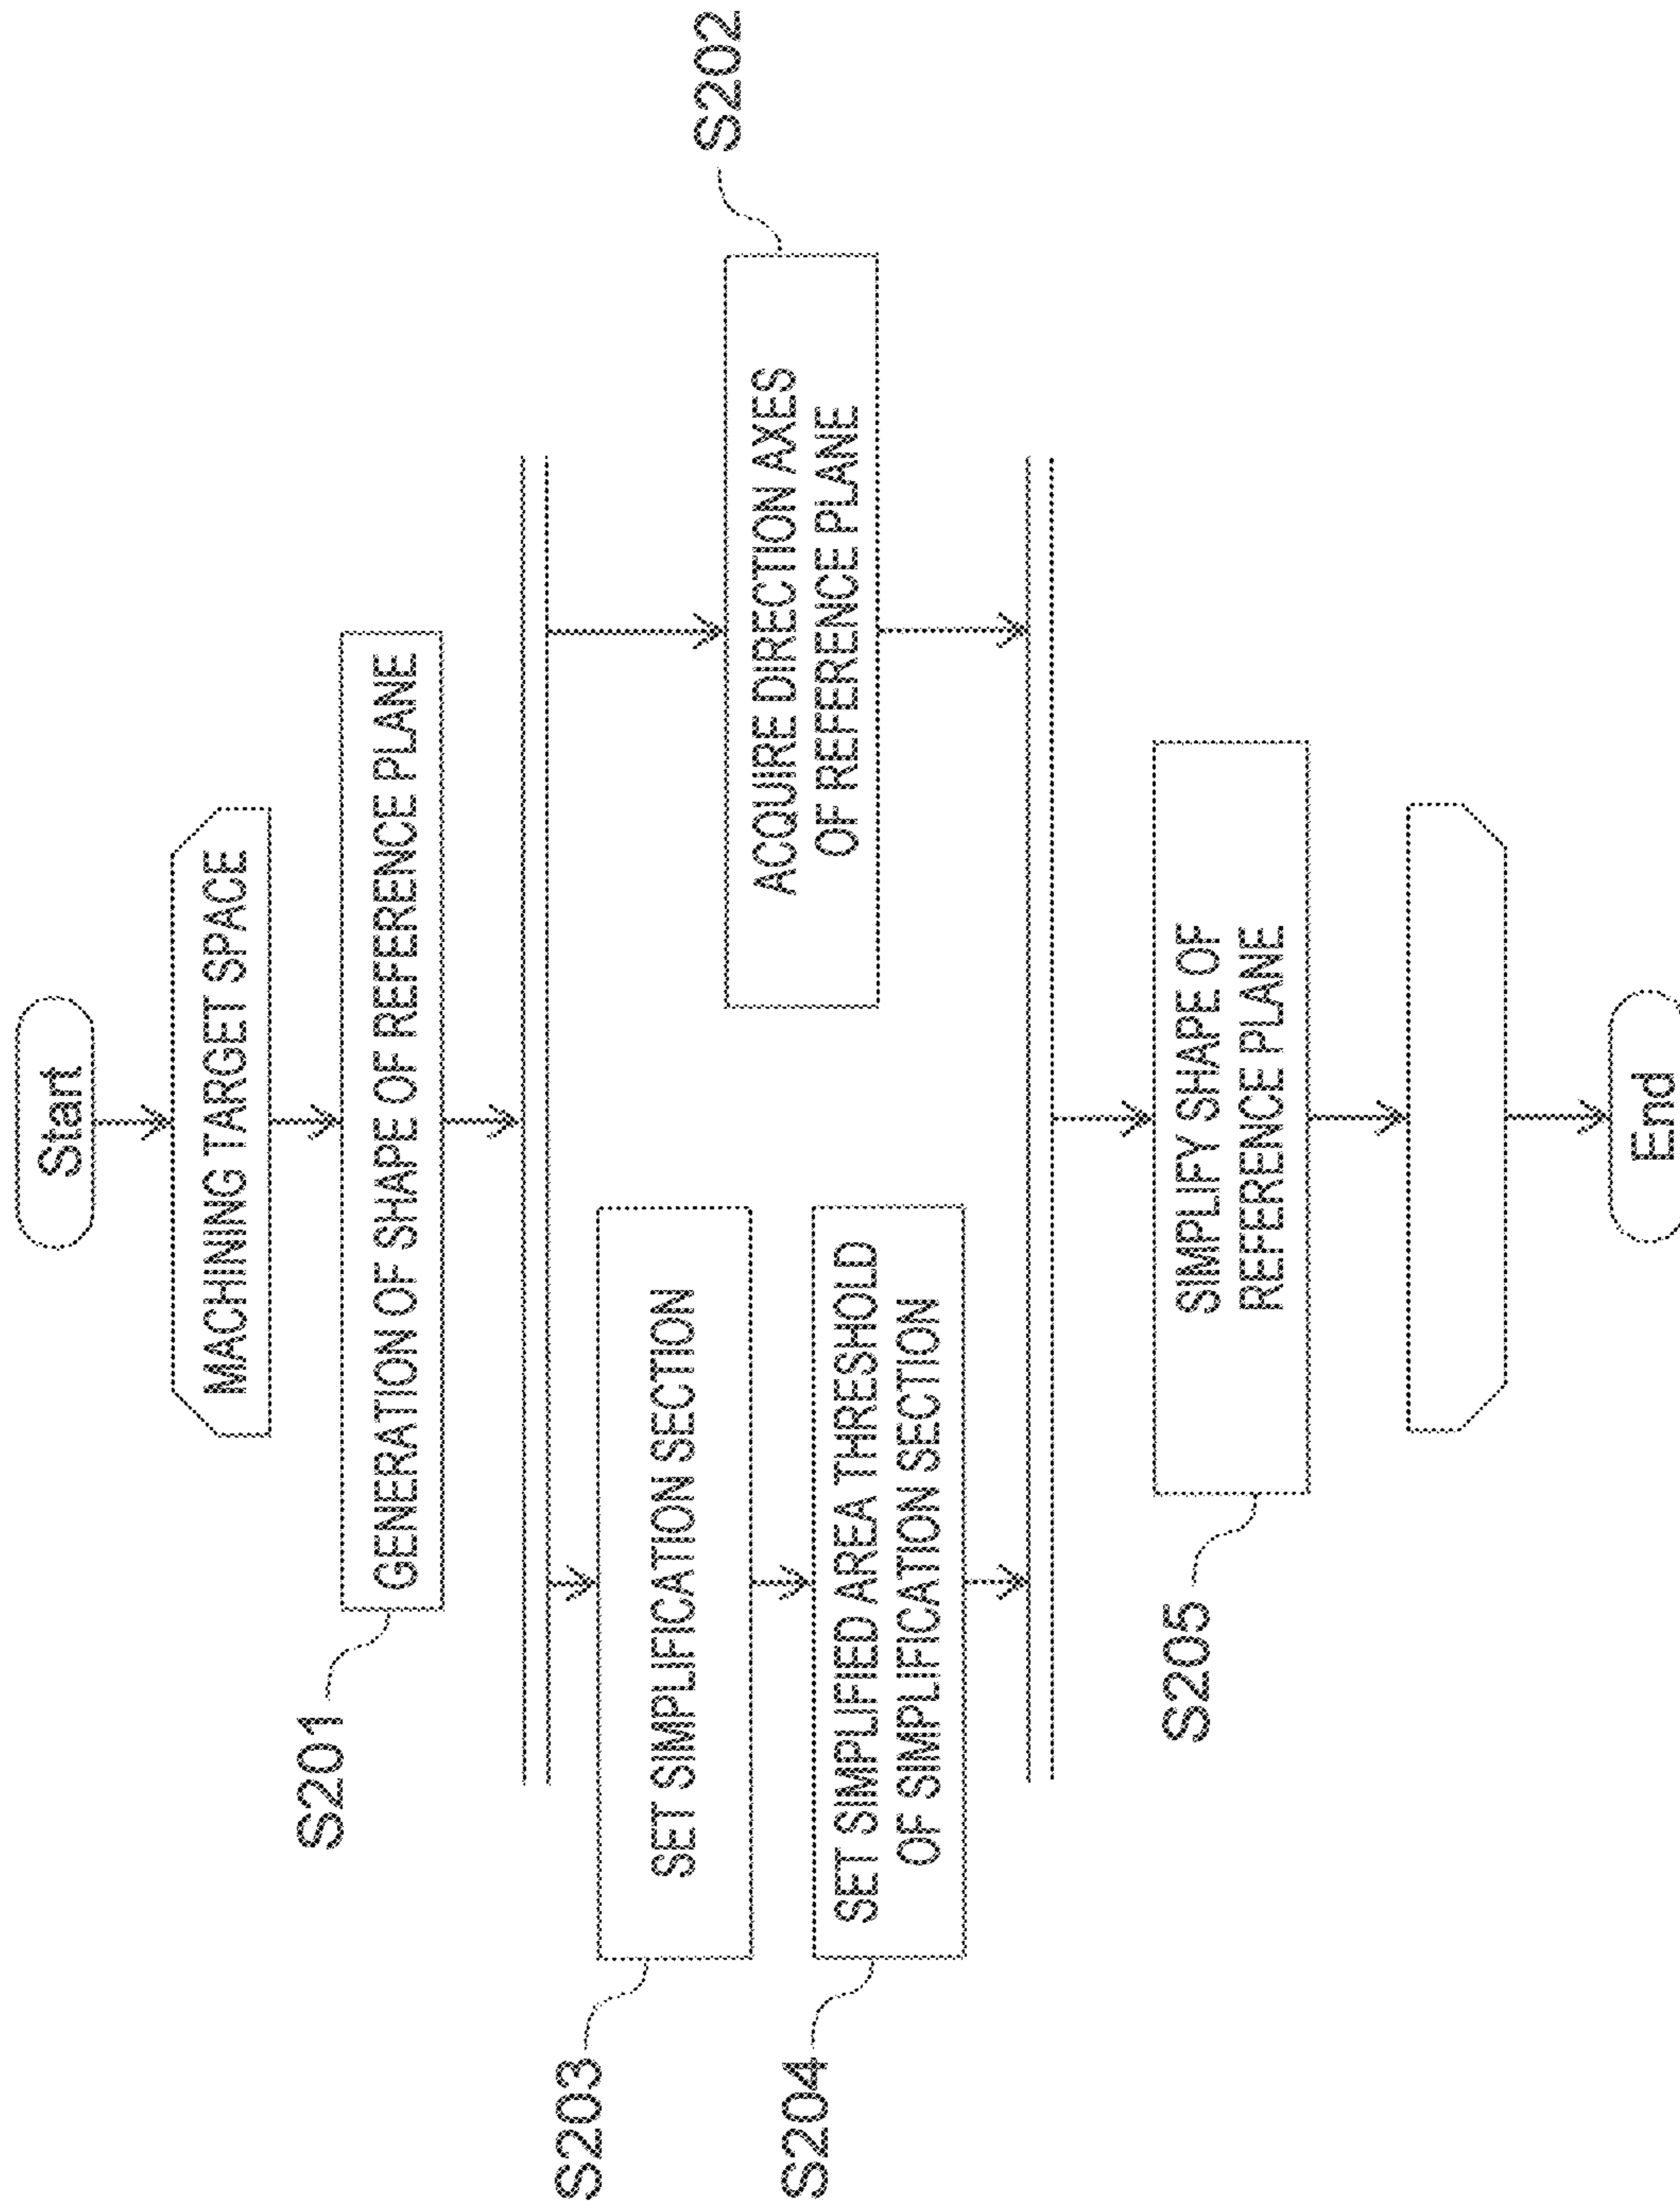 Start
MACHINING TARGET SPACE
S201
GENERATION OF SHAPE OF REFERENCE PLANE
S203
SET SIMPLIFICATION SECTION
S204
SET SIMPLIFIED AREA THRESHOLD
OF SIMPLIFICATION SECTION
S202
ACQUIRE DIRECTION AXES
OF REFERENCE PLANE
S205
SIMPLIFY SHAPE OF
REFERENCE PLANE
End